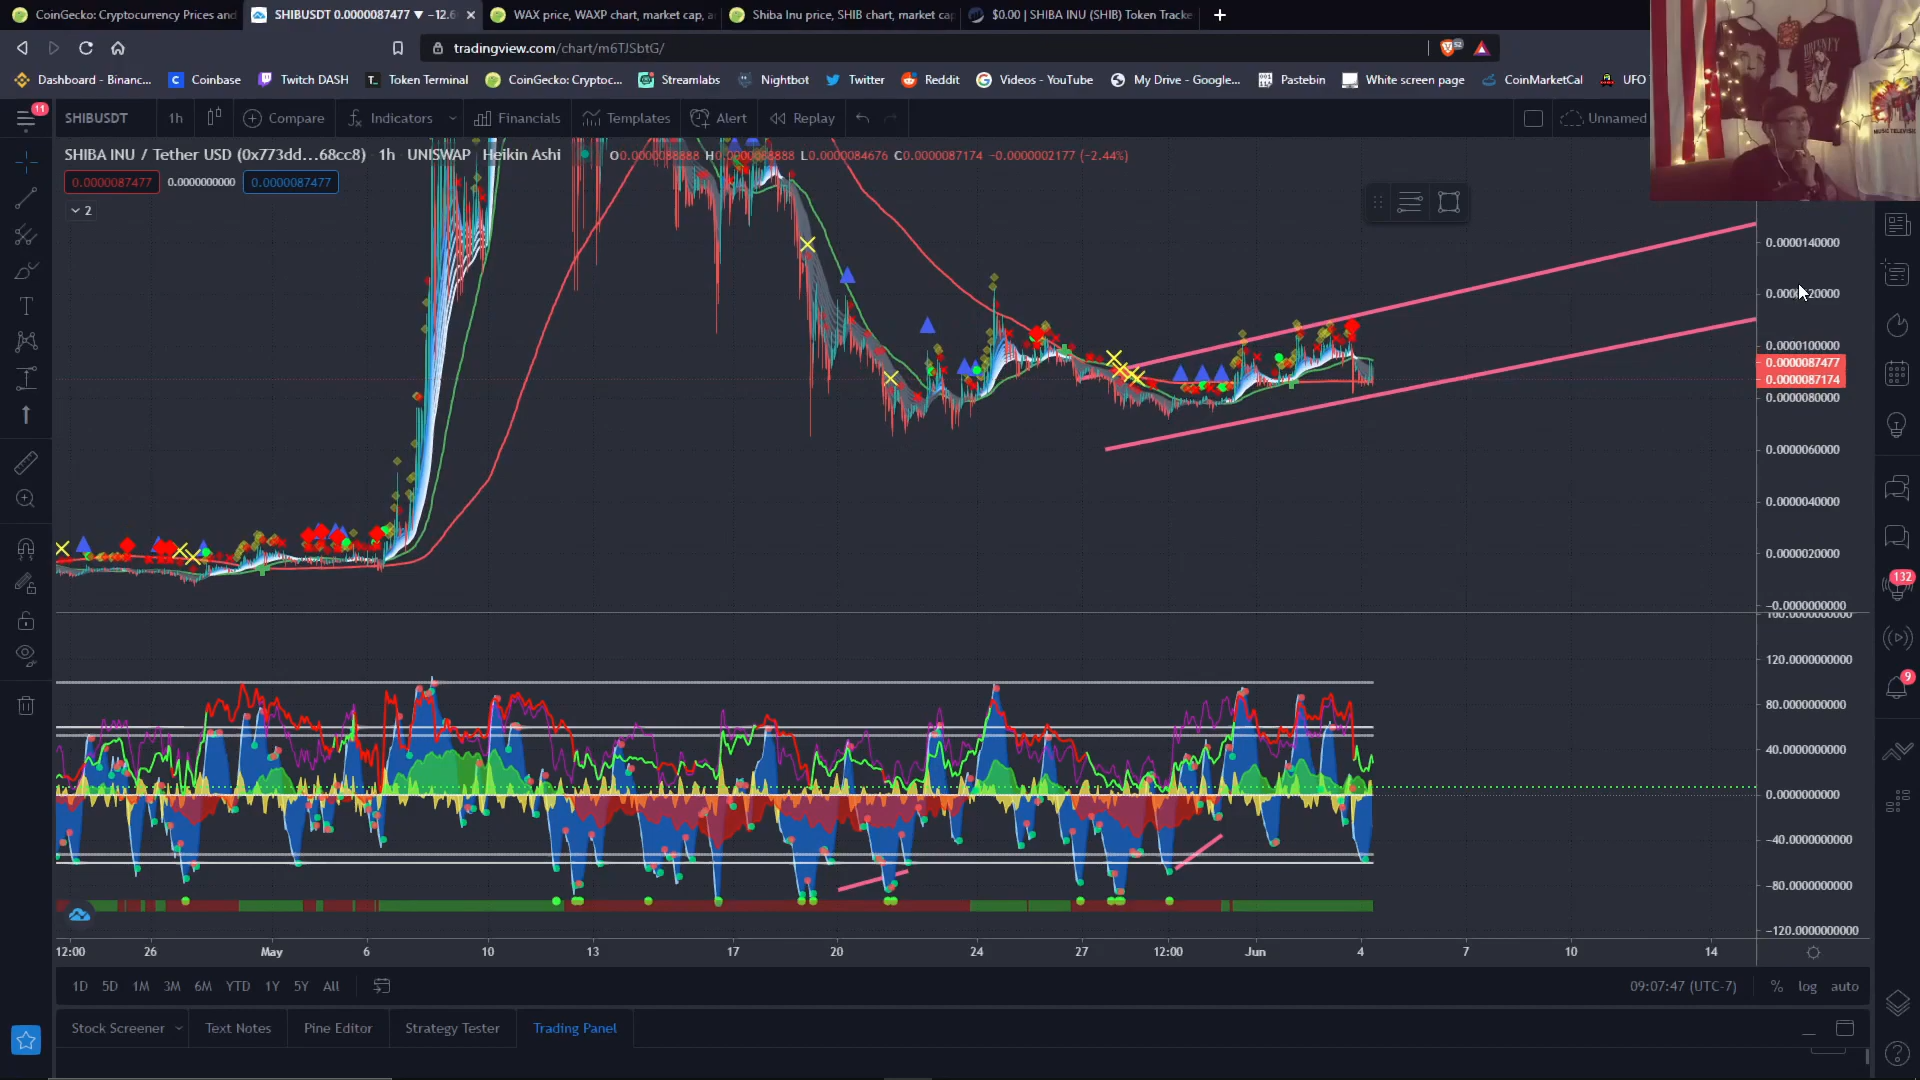 CoinGecko: Cryptocurrency Prices and
SHIBUSDT 0.0000087477 ▼ −12.6
WAX price, WAXP chart, market cap, a
Shiba Inu price, SHIB chart, market cap
$0.00 | SHIBA INU (SHIB) Token Tracke
tradingview.com/chart/m6TJSbtG/
Dashboard - Binanc...
Coinbase
Twitch DASH
Token Terminal
CoinGecko: Cryptoc...
Streamlabs
Nightbot
Twitter
Reddit
Videos - YouTube
My Drive - Google...
Pastebin
White screen page
CoinMarketCal
UFO
11
SHIBUSDT
1h
Compare
Indicators
Financials
Templates
Alert
Replay
Unnamed
SHIBA INU / Tether USD (0x773dd...68cc8) · 1h · UNISWAP · Heikin Ashi
O0.0000088888 H0.0000088888 L0.0000084676 C0.0000087174 −0.0000002177 (−2.44%)
0.0000087477
0.0000000000
0.0000087477
2
0.0000140000
0.0000100000
0.0000087477
0.0000087174
0.0000080000
0.0000060000
0.0000040000
0.0000020000
−0.0000000000
120.0000000000
80.0000000000
40.0000000000
0.0000000000
−40.0000000000
−80.0000000000
−120.0000000000
132
9
12:00
26
May
6
10
13
17
20
24
27
12:00
Jun
4
7
10
14
1D
5D
1M
3M
6M
YTD
1Y
5Y
All
09:07:47 (UTC-7)
%
log
auto
Stock Screener
Text Notes
Pine Editor
Strategy Tester
Trading Panel